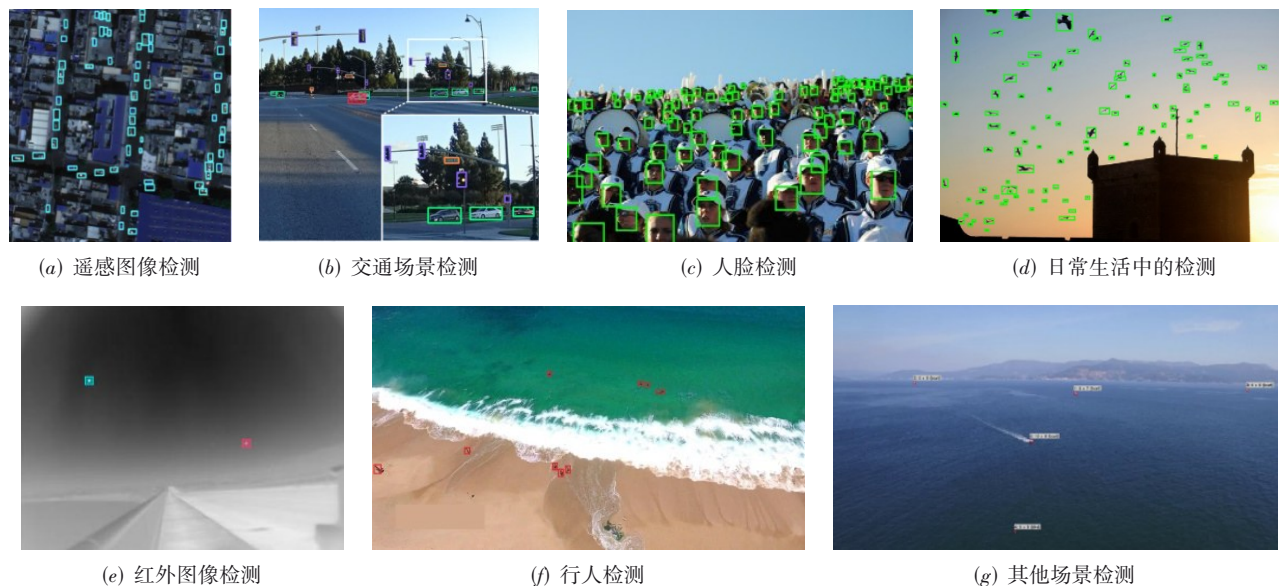 (a) 遥感图像检测
(b) 交通场景检测
(c) 人脸检测
(d) 日常生活中的检测
(e) 红外图像检测
(f) 行人检测
(g) 其他场景检测